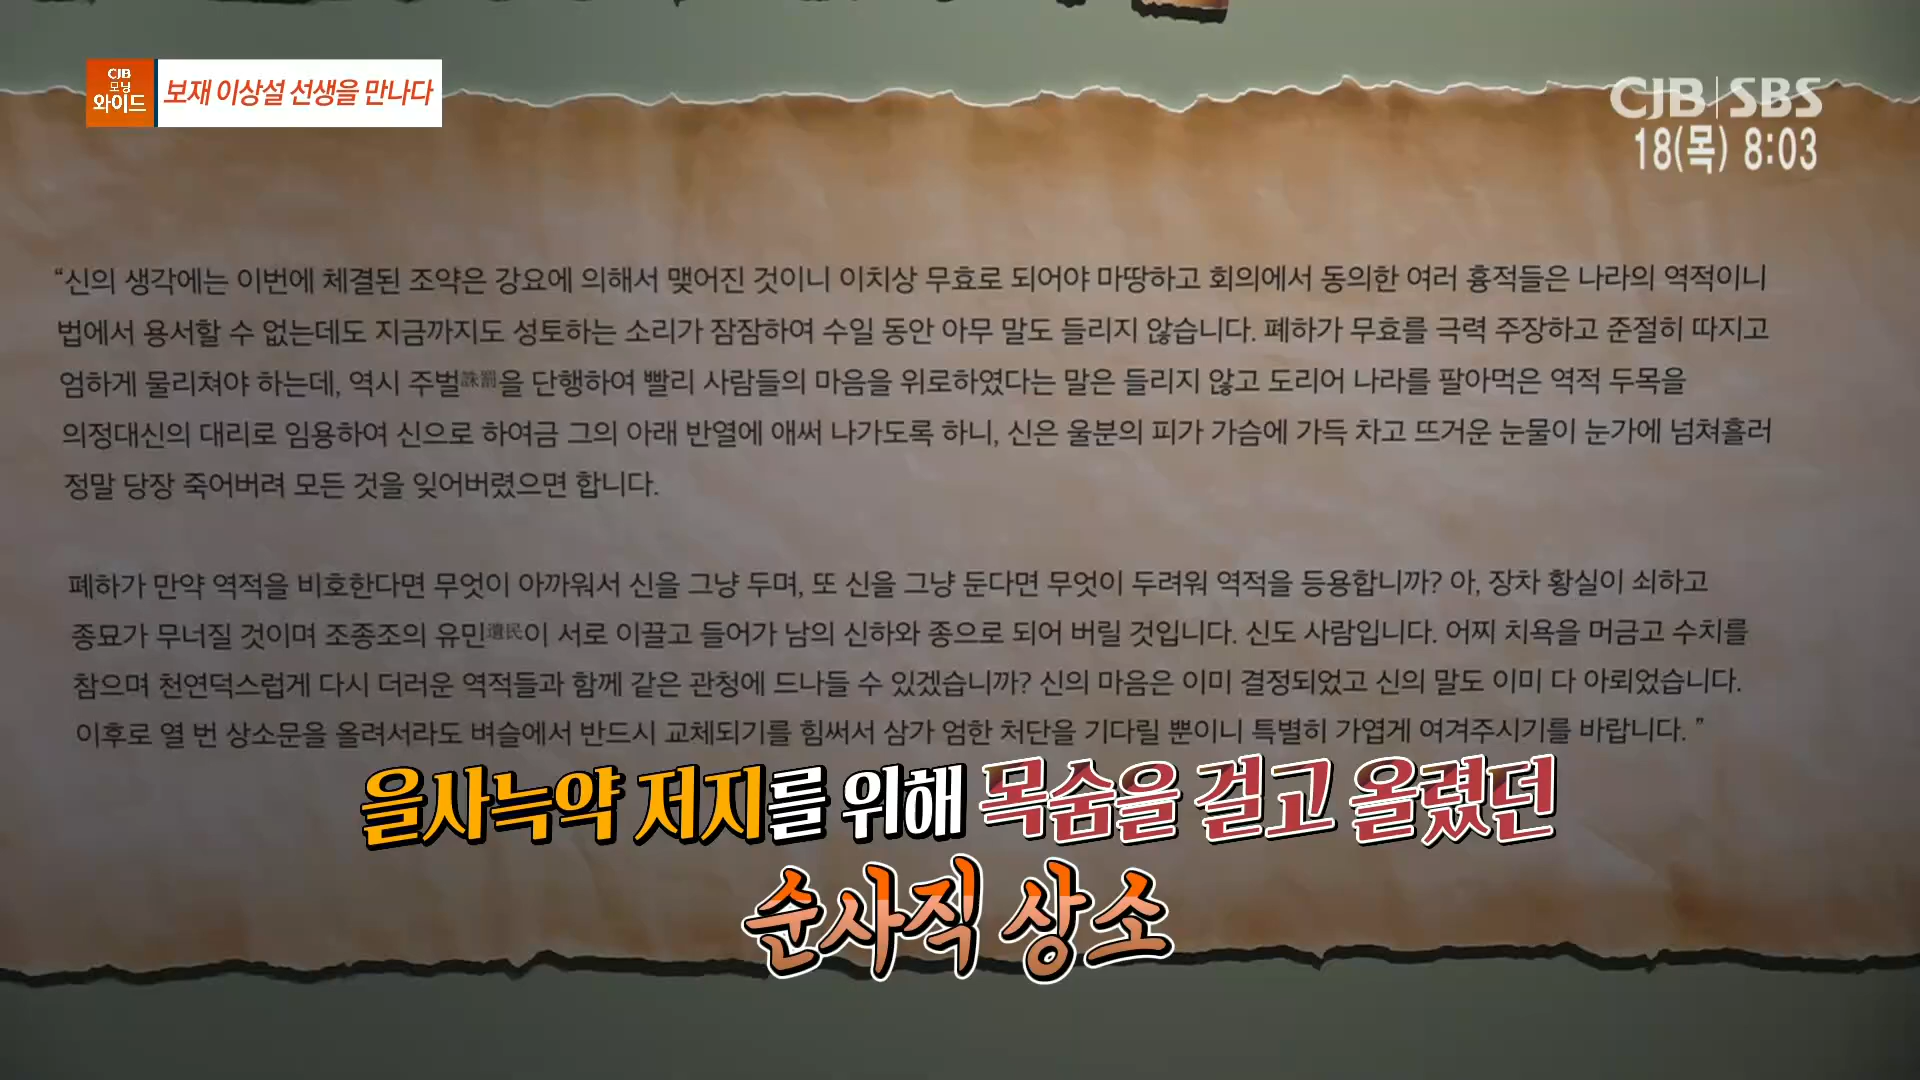 CJB
모닝
와이드
보재 이상설 선생을 만나다
CJB SBS
18(목) 8:03
“신의 생각에는 이번에 체결된 조약은 강요에 의해서 맺어진 것이니 이치상 무효로 되어야 마땅하고 회의에서 동의한 여러 흉적들은 나라의 역적이니
법에서 용서할 수 없는데도 지금까지도 성토하는 소리가 잠잠하여 수일 동안 아무 말도 들리지 않습니다. 폐하가 무효를 극력 주장하고 준절히 따지고
엄하게 물리쳐야 하는데, 역시 주벌誅罰을 단행하여 빨리 사람들의 마음을 위로하였다는 말은 들리지 않고 도리어 나라를 팔아먹은 역적 두목을
의정대신의 대리로 임용하여 신으로 하여금 그의 아래 반열에 애써 나가도록 하니, 신은 울분의 피가 가슴에 가득 차고 뜨거운 눈물이 눈가에 넘쳐흘러
정말 당장 죽어버려 모든 것을 잊어버렸으면 합니다.
폐하가 만약 역적을 비호한다면 무엇이 아까워서 신을 그냥 두며, 또 신을 그냥 둔다면 무엇이 두려워 역적을 등용합니까? 아, 장차 황실이 쇠하고
종묘가 무너질 것이며 조종조의 유민遺民이 서로 이끌고 들어가 남의 신하와 종으로 되어 버릴 것입니다. 신도 사람입니다. 어찌 치욕을 머금고 수치를
참으며 천연덕스럽게 다시 더러운 역적들과 함께 같은 관청에 드나들 수 있겠습니까? 신의 마음은 이미 결정되었고 신의 말도 이미 다 아뢰었습니다.
이후로 열 번 상소문을 올려서라도 벼슬에서 반드시 교체되기를 힘써서 삼가 엄한 처단을 기다릴 뿐이니 특별히 가엽게 여겨주시기를 바랍니다. ”
을사늑약 저지를 위해 목숨을 걸고 올렸던
순사직 상소